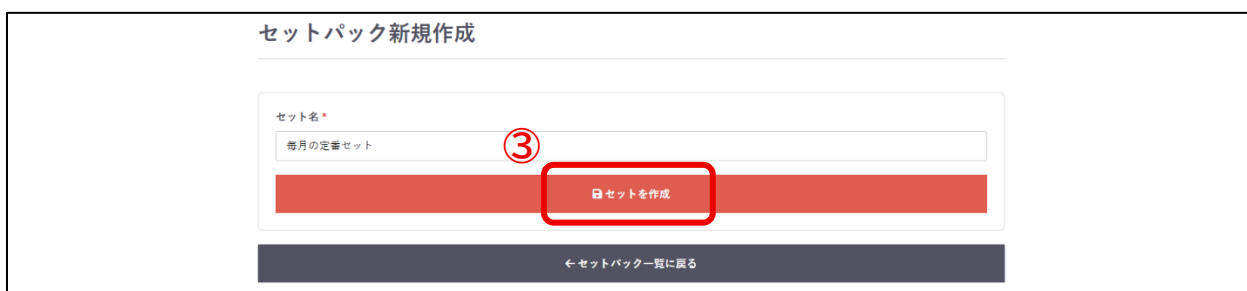 セットパック新規作成
セット名*
毎月の定番セット
③
セットを作成
←セットパック一覧に戻る